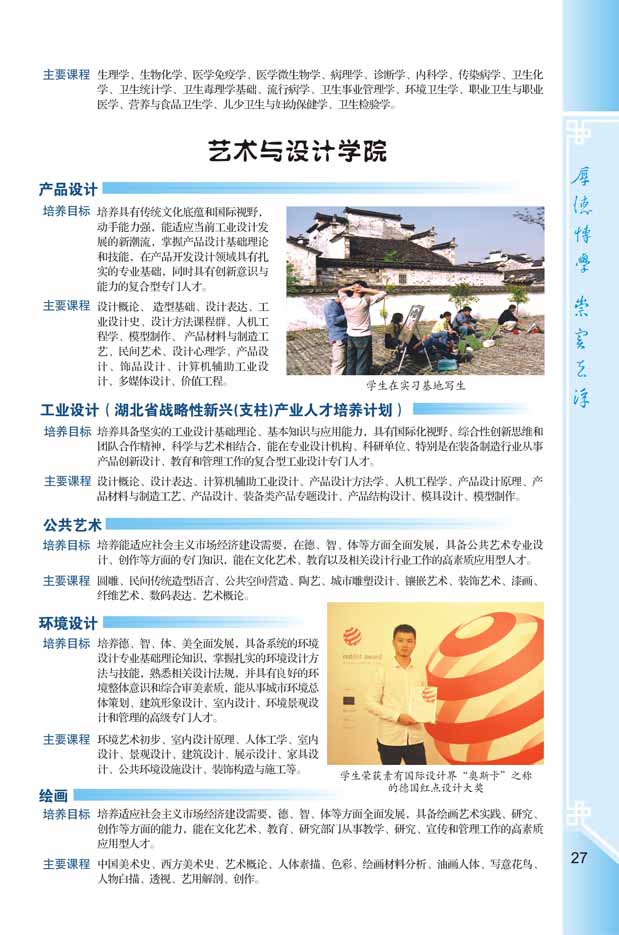 主要课程 生理学、生物化学、医学免疫学、医学微生物学、病理学、诊断学、内科学、传染病学、卫生化
学、卫生统计学、卫生毒理学基础、流行病学、卫生事业管理学、环境卫生学、职业卫生与职业
医学、营养与食品卫生学、儿少卫生与妇幼保健学、卫生检验学。
艺术与设计学院
产品设计
培养目标 培养具有传统文化底蕴和国际视野,
动手能力强,能适应当前工业设计发
展的新潮流,掌握产品设计基础理论
和技能,在产品开发设计领域具有扎
实的专业基础,同时具有创新意识与
能力的复合型专门人才。
主要课程 设计概论、造型基础、设计表达、工
业设计史、设计方法课程群、人机工
程学、模型制作、产品材料与制造工
艺、民间艺术、设计心理学、产品设
计、饰品设计、计算机辅助工业设
计、多媒体设计、价值工程。
学生在实习基地写生
工业设计(湖北省战略性新兴(支柱)产业人才培养计划)
培养目标 培养具备坚实的工业设计基础理论、基本知识与应用能力,具有国际化视野、综合性创新思维和
团队合作精神,科学与艺术相结合,能在专业设计机构、科研单位、特别是在装备制造行业从事
产品创新设计、教育和管理工作的复合型工业设计专门人才。
主要课程 设计概论、设计表达、计算机辅助工业设计、产品设计方法学、人机工程学、产品设计原理、产
品材料与制造工艺、产品设计、装备类产品专题设计、产品结构设计、模具设计、模型制作。
公共艺术
培养目标 培养能适应社会主义市场经济建设需要,在德、智、体等方面全面发展,具备公共艺术专业设
计、创作等方面的专门知识,能在文化艺术、教育以及相关设计行业工作的高素质应用型人才。
主要课程 圆雕、民间传统造型语言、公共空间营造、陶艺、城市雕塑设计、镶嵌艺术、装饰艺术、漆画、
纤维艺术、数码表达、艺术概论。
环境设计
培养目标 培养德、智、体、美全面发展,具备系统的环境
设计专业基础理论知识,掌握扎实的环境设计方
法与技能,熟悉相关设计法规,并具有良好的环
境整体意识和综合审美素质,能从事城市环境总
体策划、建筑形象设计、室内设计、环境景观设
计和管理的高级专门人才。
主要课程 环境艺术初步、室内设计原理、人体工学、室内
设计、景观设计、建筑设计、展示设计、家具设
计、公共环境设施设计、装饰构造与施工等。
reddot award
学生荣获素有国际设计界“奥斯卡”之称
的德国红点设计大奖
绘画
培养目标 培养适应社会主义市场经济建设需要,德、智、体等方面全面发展,具备绘画艺术实践、研究、
创作等方面的能力,能在文化艺术、教育、研究部门从事教学、研究、宣传和管理工作的高素质
应用型人才。
主要课程 中国美术史、西方美术史、艺术概论、人体素描、色彩、绘画材料分析、油画人体、写意花鸟、
人物白描、透视、艺用解剖、创作。
厚德博學 崇實去浮
27